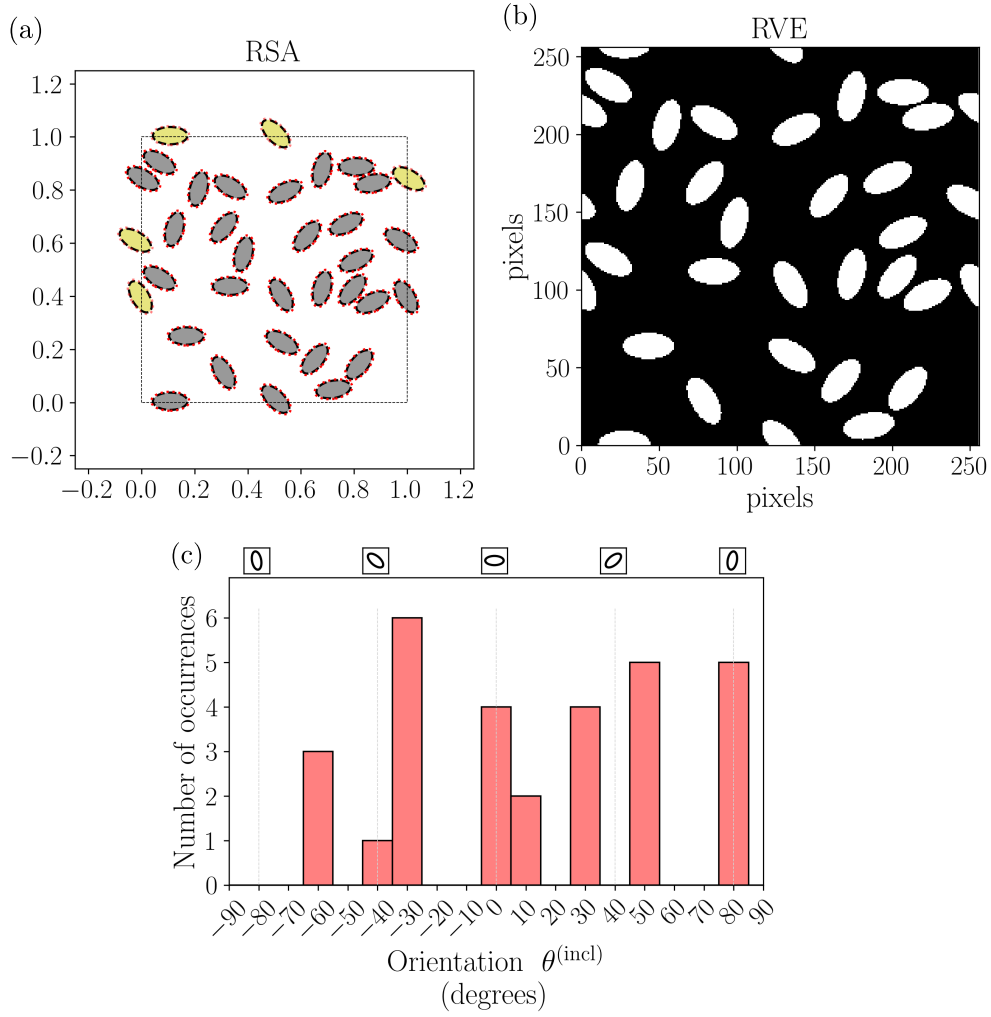 (a)
RSA
1.2
1.0
0.8
0.6
0.4
0.2
0.0
−0.2
−0.2 0.0 0.2 0.4 0.6 0.8 1.0 1.2
(b)
RVE
250
200
150
100
50
0
pixels
0 50 100 150 200 250
pixels
(c)
6
5
4
3
2
1
0
Number of occurrences
−90 −80 −70 −60 −50 −40 −30 −20 −10 0 10 20 30 40 50 60 70 80 90
Orientation θ^(incl)
(degrees)